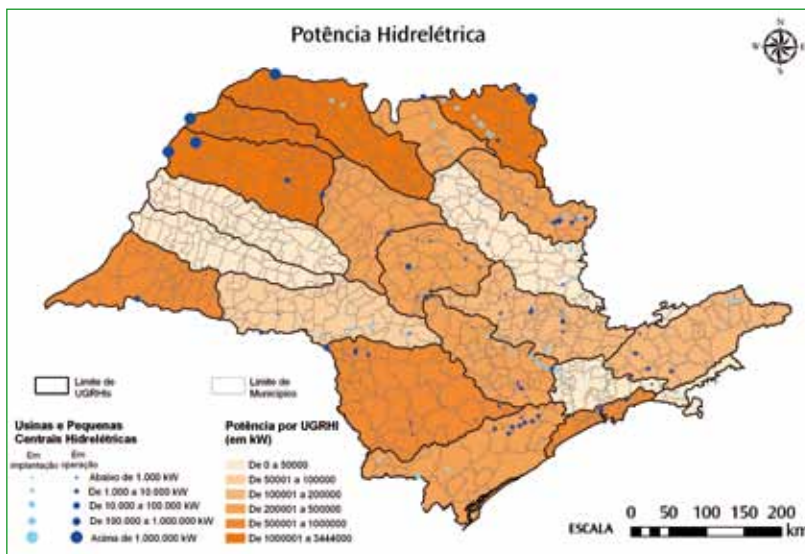 Potência Hidrelétrica
N
W
E
S
Limite de
UGRHIs
Limite de
Municípios
Usinas e Pequenas
Centrais Hidrelétricas
Em
implantação
Em
operação
Abaixo de 1.000 kW
De 1.000 a 10.000 kW
De 10.000 a 100.000 kW
De 100.000 a 1.000.000 kW
Acima de 1.000.000 kW
Potência por UGRHI
(em kW)
De 0 a 50000
De 50001 a 100000
De 100001 a 200000
De 200001 a 500000
De 500001 a 1000000
De 1000001 a 3444000
ESCALA
0 50 100 150 200
km